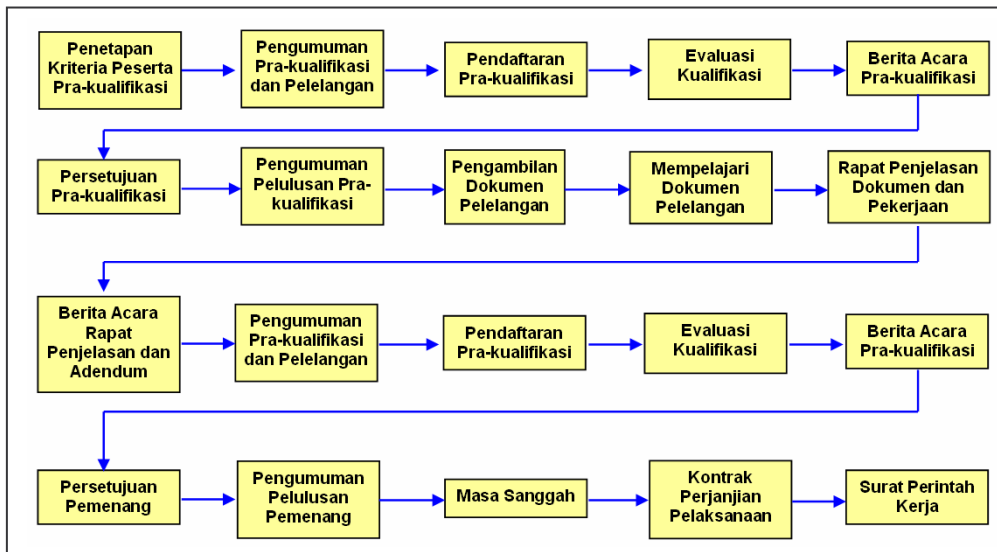 Penetapan
Kriteria Peserta
Pra-kualifikasi
Pengumuman
Pra-kualifikasi
dan Pelelangan
Pendaftaran
Pra-kualifikasi
Evaluasi
Kualifikasi
Berita Acara
Pra-kualifikasi
Persetujuan
Pra-kualifikasi
Pengumuman
Pelulusan Pra-
kualifikasi
Pengambilan
Dokumen
Pelelangan
Mempelajari
Dokumen
Pelelangan
Rapat Penjelasan
Dokumen dan
Pekerjaan
Berita Acara
Rapat
Penjelasan dan
Adendum
Pengumuman
Pra-kualifikasi
dan Pelelangan
Pendaftaran
Pra-kualifikasi
Evaluasi
Kualifikasi
Berita Acara
Pra-kualifikasi
Persetujuan
Pemenang
Pengumuman
Pelulusan
Pemenang
Masa Sanggah
Kontrak
Perjanjian
Pelaksanaan
Surat Perintah
Kerja